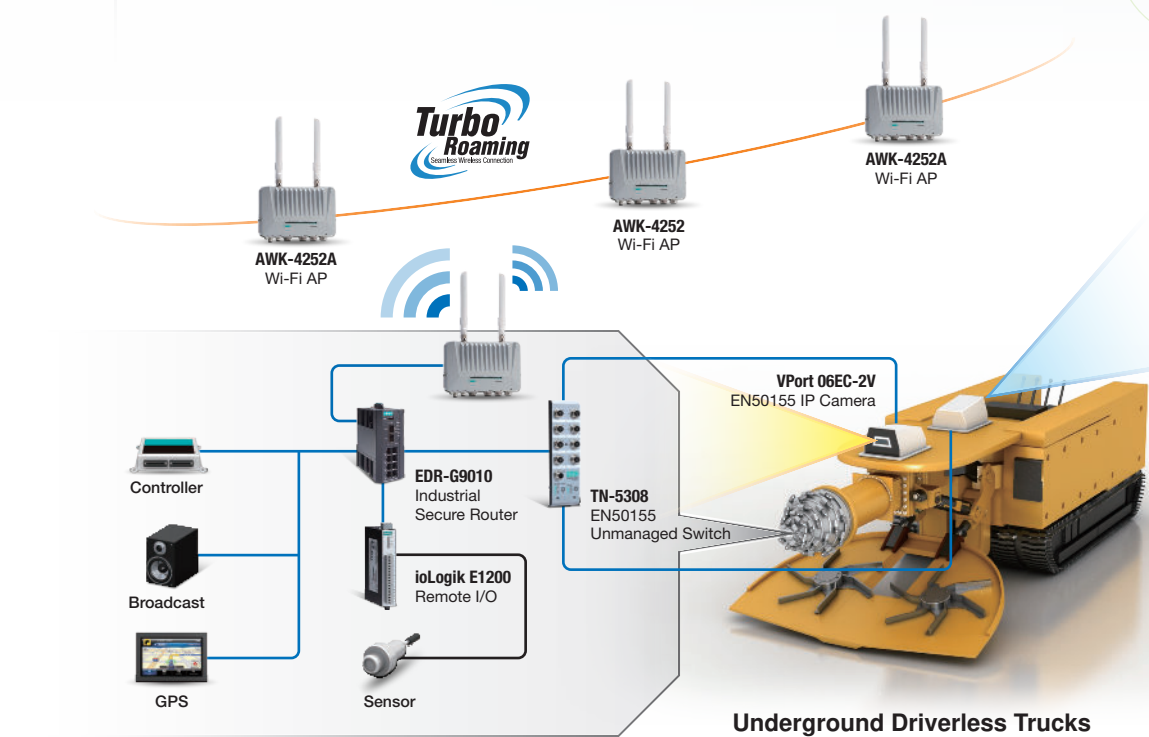 Turbo
Roaming
Seamless Wireless Connection
AWK-4252A
Wi-Fi AP
AWK-4252
Wi-Fi AP
AWK-4252A
Wi-Fi AP
VPort 06EC-2V
EN50155 IP Camera
Controller
EDR-G9010
Industrial
Secure Router
TN-5308
EN50155
Unmanaged Switch
Broadcast
ioLogik E1200
Remote I/O
GPS
Sensor
Underground Driverless Trucks